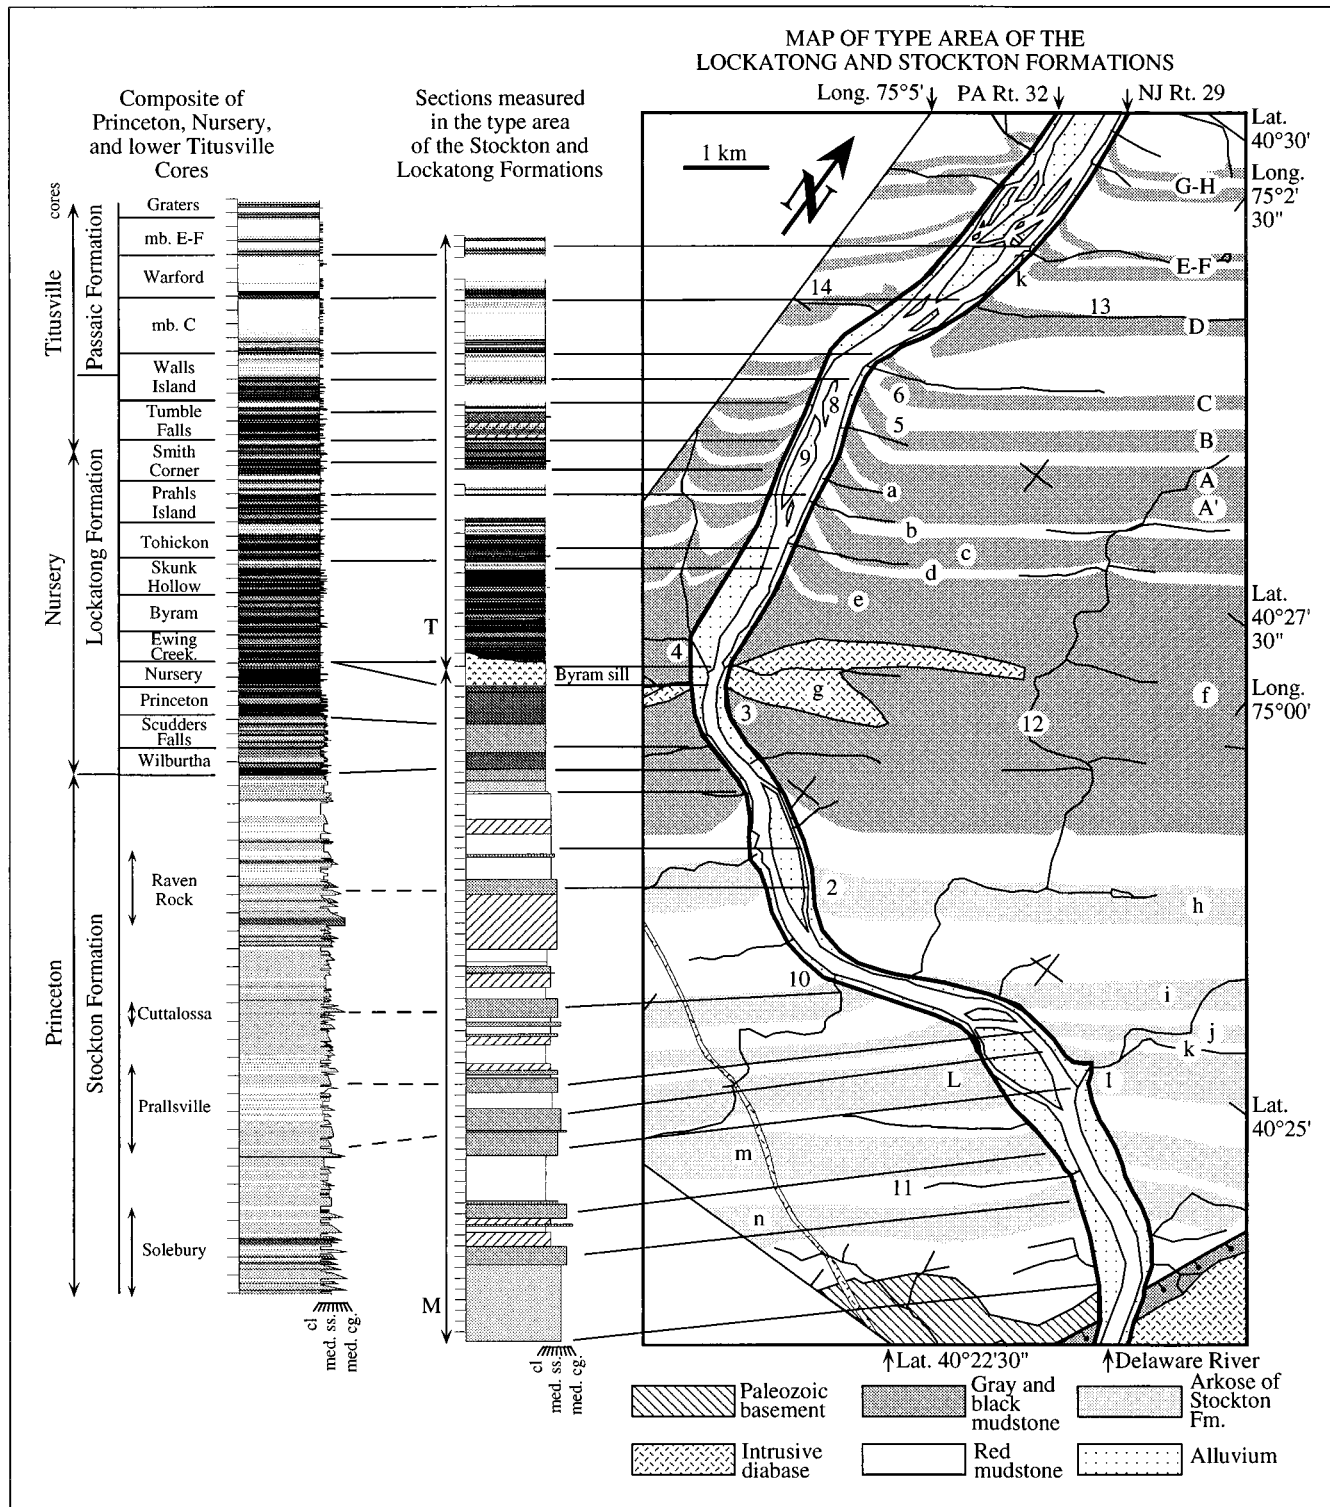 MAP OF TYPE AREA OF THE
LOCKATONG AND STOCKTON FORMATIONS
Composite of
Princeton, Nursery,
and lower Titusville
Cores
Sections measured
in the type area
of the Stockton and
Lockatong Formations
Long. 75°5'
PA Rt. 32
NJ Rt. 29
Lat.
40°30'
Long.
75°2'
30"
Lat.
40°27'
30"
Long.
75°00'
Lat.
40°25'
1 km
N
cores
Titusville
Nursery
Princeton
Passaic Formation
Lockatong Formation
Stockton Formation
Graters
mb. E-F
Warford
mb. C
Walls
Island
Tumble
Falls
Smith
Corner
Prahls
Island
Tohickon
Skunk
Hollow
Byram
Ewing
Creek.
Nursery
Princeton
Scudders
Falls
Wilburtha
Raven
Rock
Cuttalossa
Prallsville
Solebury
cl
med. ss.
med. cg.
T
M
Byram sill
cl
med. ss.
med. cg.
G-H
E-F
k
14
13
D
6
C
8
5
B
9
a
A
A'
b
c
d
e
4
g
f
3
12
2
h
10
i
j
k
L
1
m
11
n
Lat. 40°22'30"
Delaware River
Paleozoic
basement
Gray and
black
mudstone
Arkose of
Stockton
Fm.
Intrusive
diabase
Red
mudstone
Alluvium